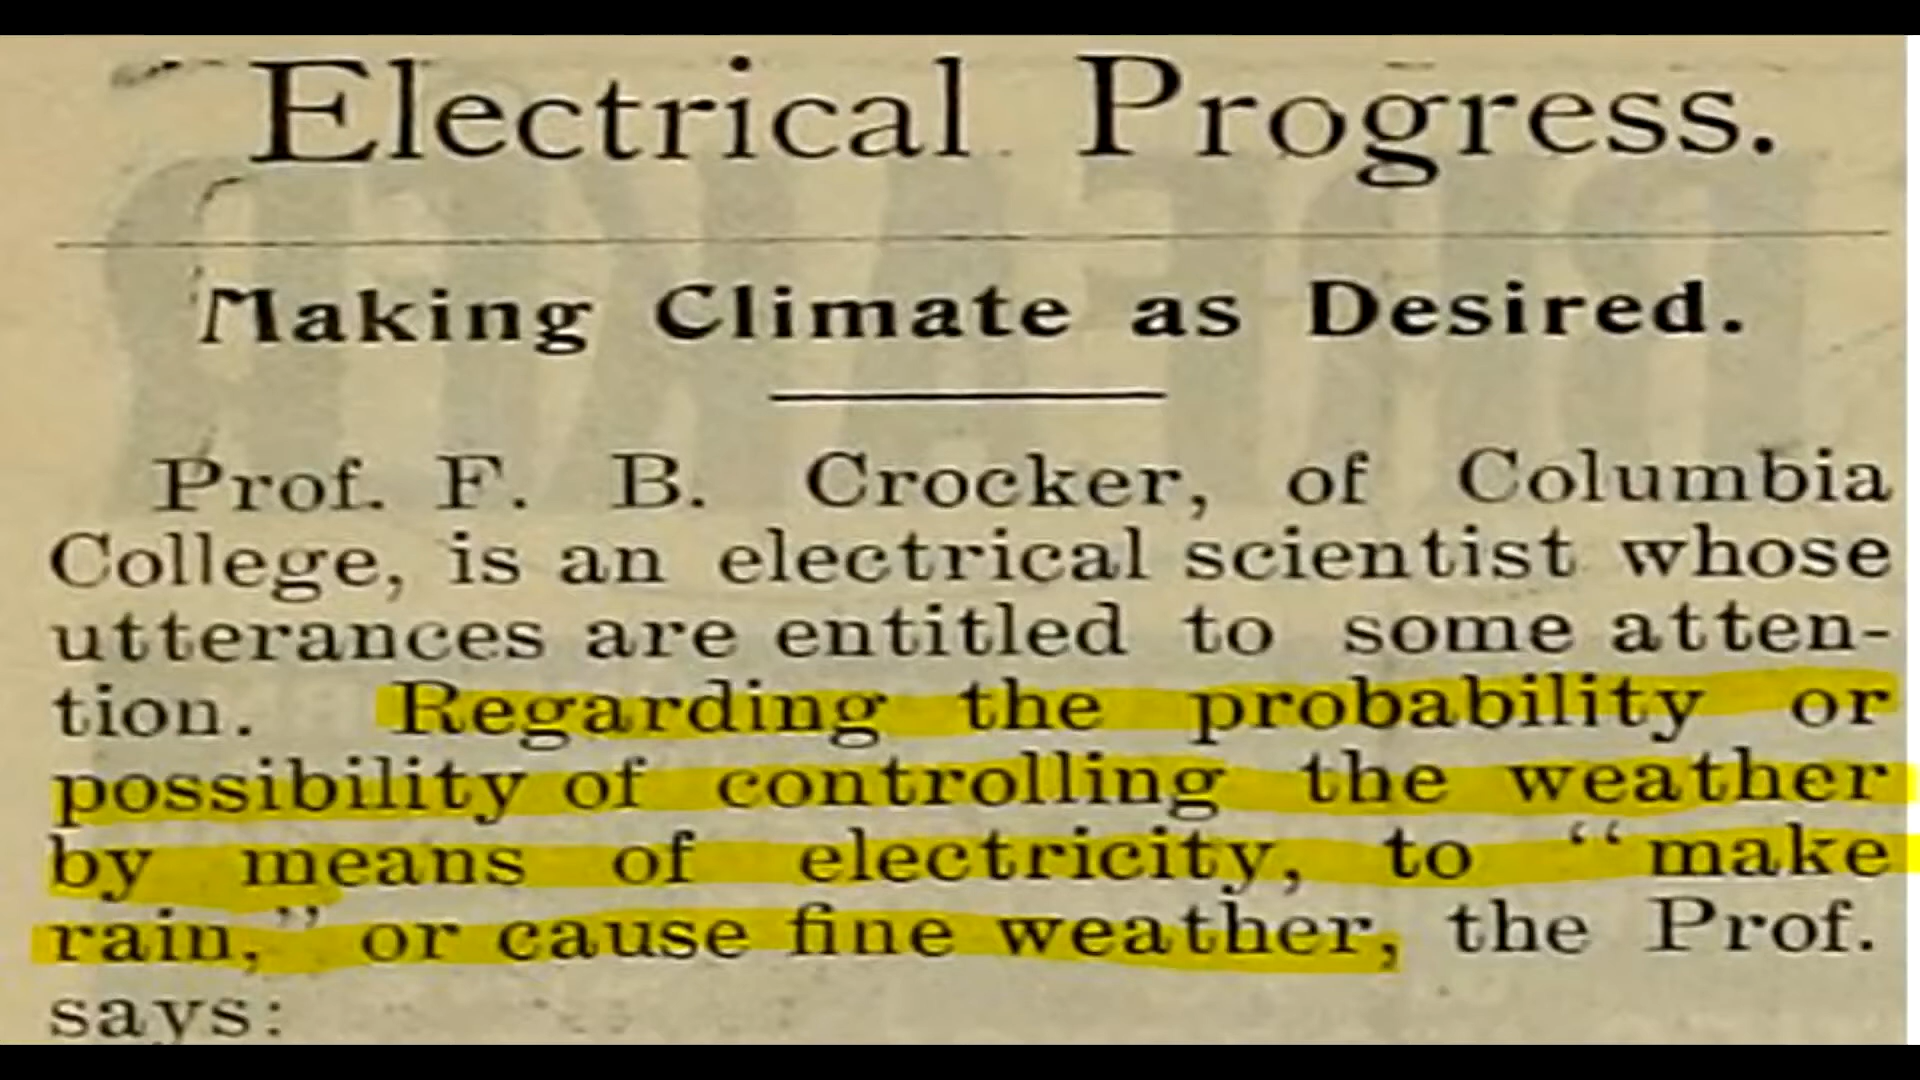 Electrical Progress.
Making Climate as Desired.
Prof. F. B. Crocker, of Columbia
College, is an electrical scientist whose
utterances are entitled to some atten-
tion. Regarding the probability or
possibility of controlling the weather
by means of electricity, to “make
rain,” or cause fine weather, the Prof.
says: